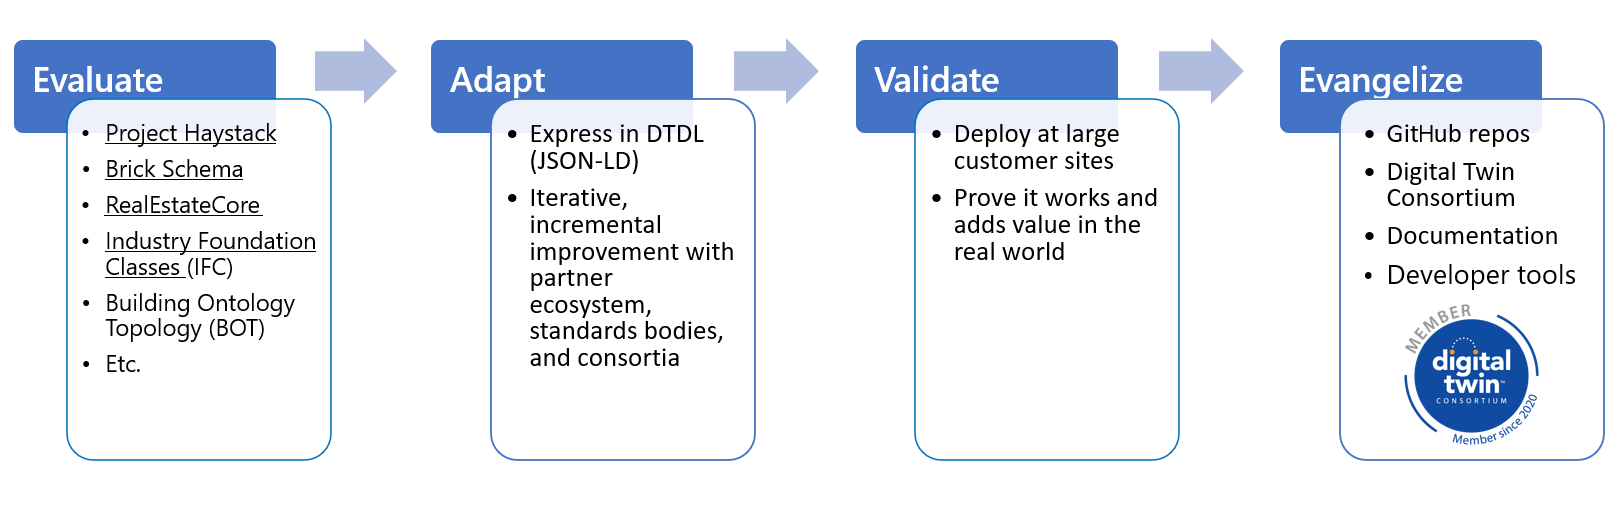 Evaluate
• Project Haystack
• Brick Schema
• RealEstateCore
• Industry Foundation
Classes (IFC)
• Building Ontology
Topology (BOT)
• Etc.
Adapt
• Express in DTDL
(JSON-LD)
• Iterative,
incremental
improvement with
partner
ecosystem,
standards bodies,
and consortia
Validate
• Deploy at large
customer sites
• Prove it works and
adds value in the
real world
Evangelize
• GitHub repos
• Digital Twin
Consortium
• Documentation
• Developer tools
MEMBER
digital
twin™
CONSORTIUM
Member since 2020